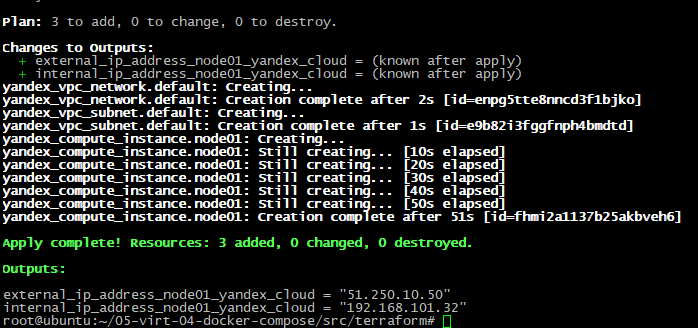 Plan: 3 to add, 0 to change, 0 to destroy.
Changes to Outputs:
+ external_ip_address_node01_yandex_cloud = (known after apply)
+ internal_ip_address_node01_yandex_cloud = (known after apply)
yandex_vpc_network.default: Creating...
yandex_vpc_network.default: Creation complete after 2s [id=enpg5tte8nncd3f1bjko]
yandex_vpc_subnet.default: Creating...
yandex_vpc_subnet.default: Creation complete after 1s [id=e9b82i3fggfnph4bmdtd]
yandex_compute_instance.node01: Creating...
yandex_compute_instance.node01: Still creating... [10s elapsed]
yandex_compute_instance.node01: Still creating... [20s elapsed]
yandex_compute_instance.node01: Still creating... [30s elapsed]
yandex_compute_instance.node01: Still creating... [40s elapsed]
yandex_compute_instance.node01: Still creating... [50s elapsed]
yandex_compute_instance.node01: Creation complete after 51s [id=fhmi2a1137b25akbveh6]
Apply complete! Resources: 3 added, 0 changed, 0 destroyed.
Outputs:
external_ip_address_node01_yandex_cloud = "51.250.10.50"
internal_ip_address_node01_yandex_cloud = "192.168.101.32"
root@ubuntu:~/05-virt-04-docker-compose/src/terraform#